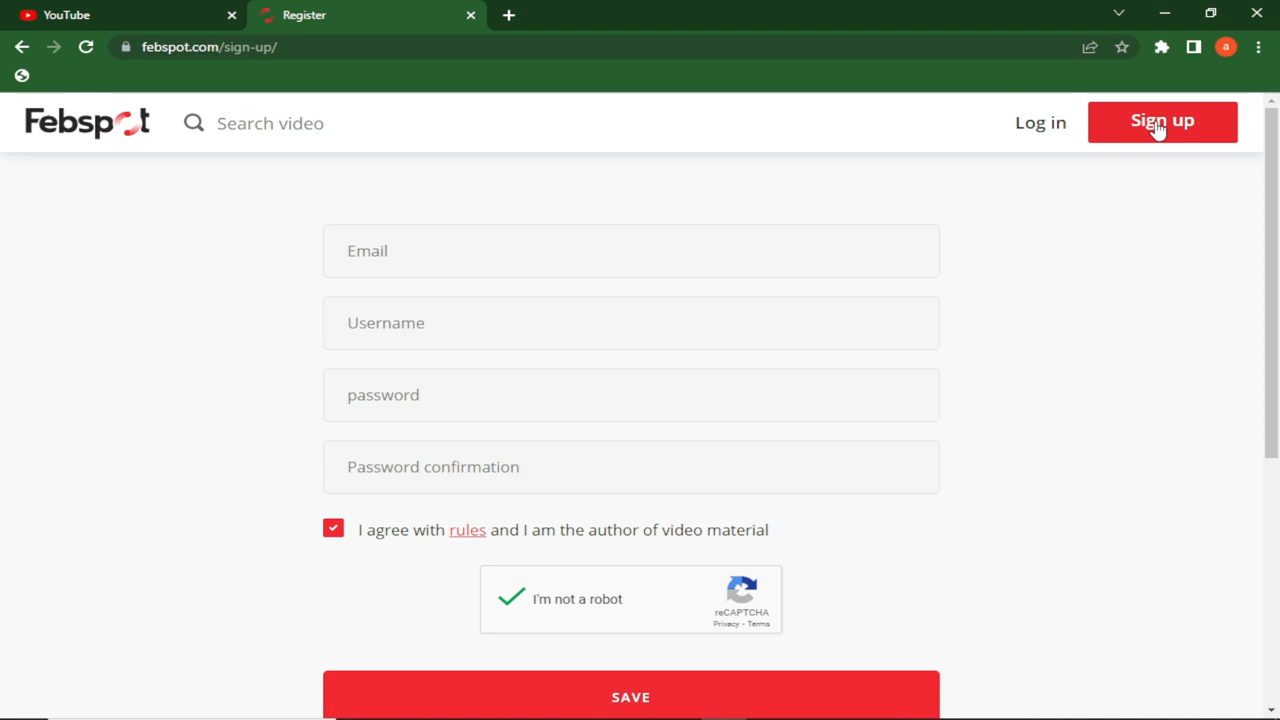 YouTube
Register
febspot.com/sign-up/
a
Febspot
Search video
Log in
Sign up
Email
Username
password
Password confirmation
I agree with rules and I am the author of video material
I'm not a robot
reCAPTCHA
Privacy - Terms
SAVE